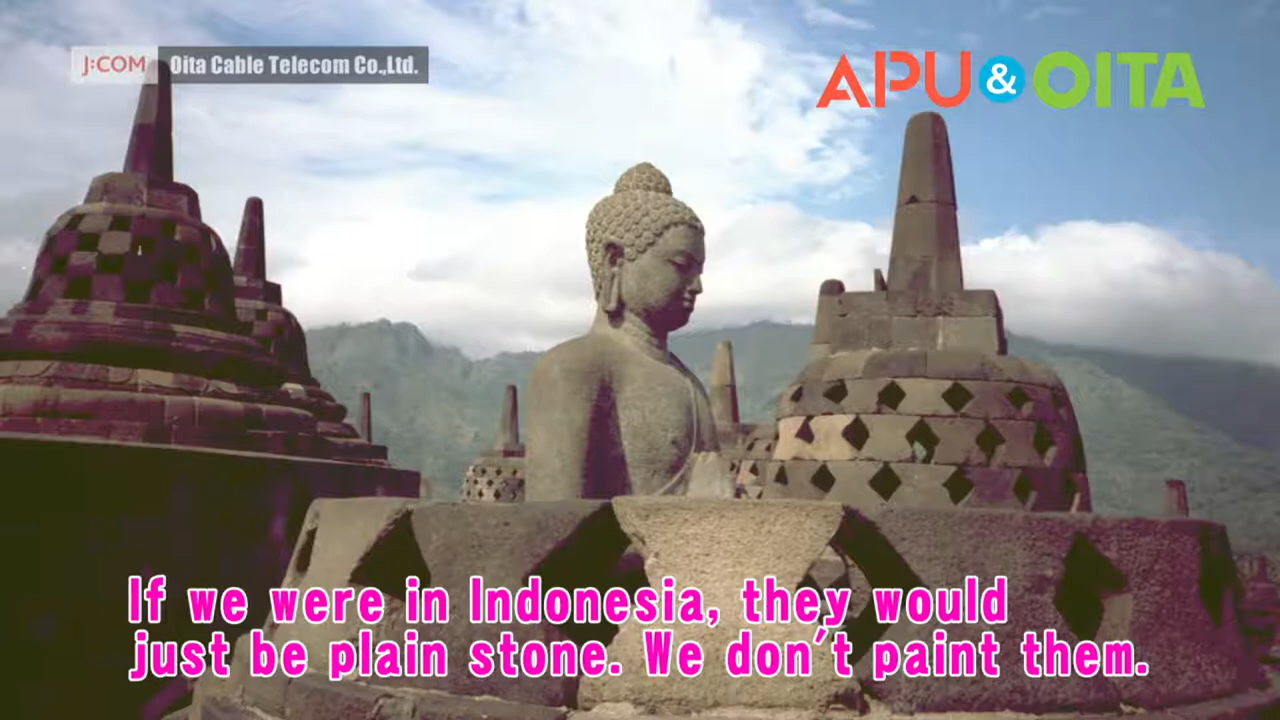 J:COM Oita Cable Telecom Co.,Ltd.
APU & OITA
If we were in Indonesia, they would
just be plain stone. We don't paint them.